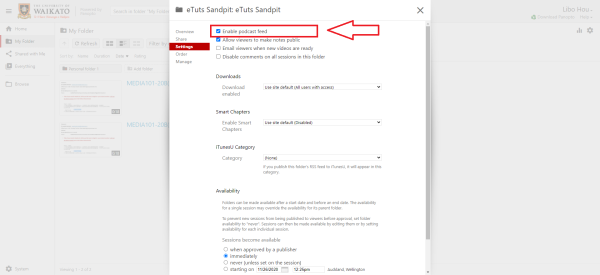 THE UNIVERSITY OF
WAIKATO
eTuts Sandpit: eTuts Sandpit
Home
My Folder
Shared with Me
Everything
Browse
System
My Folder
Overview
Share
Settings
Order
Manage
Enable podcast feed
Allow viewers to make notes public
Email viewers when new videos are ready
Disable comments on all sessions in this folder
Downloads
Download enabled
Use site default (All users with access)
Smart Chapters
Enable Smart Chapters
Use site default (Disabled)
iTunesU Category
Category
(None)
If you publish this folder's RSS feed to iTunesU, it will appear in this category.
Availability
Folders can be made available after a start date and before an end date. The availability for a single session may override the availability for its parent folder.
To prevent new sessions from being published to viewers before approval, set folder availability to "never". Sessions can then be made available by editing them or by setting availability for each individual session.
Sessions become available
when approved by a publisher
immediately
never (unless set on the session)
starting on 11/26/2020 12:26pm Auckland, Wellington